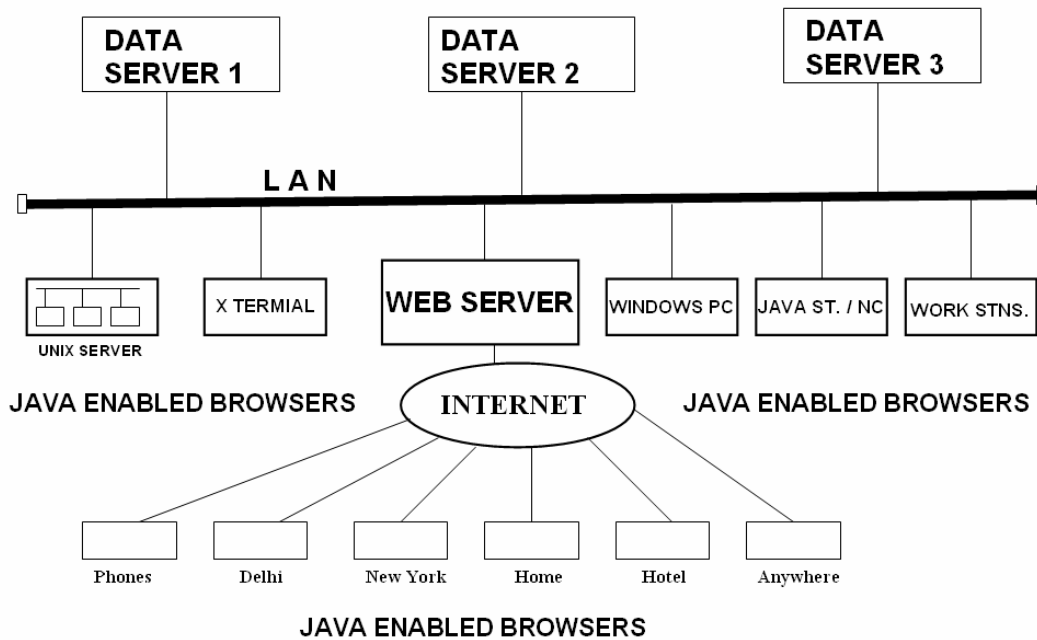 DATA
SERVER 1
DATA
SERVER 2
DATA
SERVER 3
L A N
UNIX SERVER
X TERMIAL
WEB SERVER
WINDOWS PC
JAVA ST. / NC
WORK STNS.
JAVA ENABLED BROWSERS
INTERNET
JAVA ENABLED BROWSERS
Phones
Delhi
New York
Home
Hotel
Anywhere
JAVA ENABLED BROWSERS